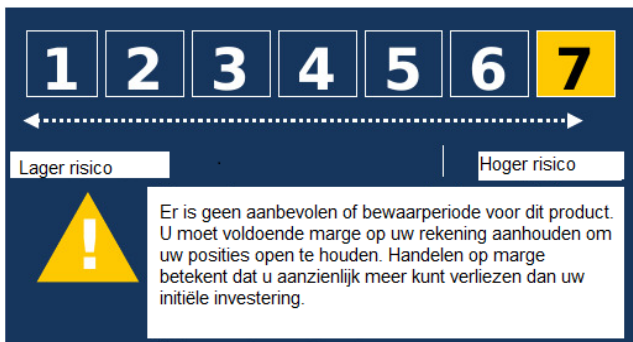 1 2 3 4 5 6 7
Lager risico Hoger risico
!
Er is geen aanbevolen of bewaarperiode voor dit product.
U moet voldoende marge op uw rekening aanhouden om
uw posities open te houden. Handelen op marge
betekent dat u aanzienlijk meer kunt verliezen dan uw
initiële investering.